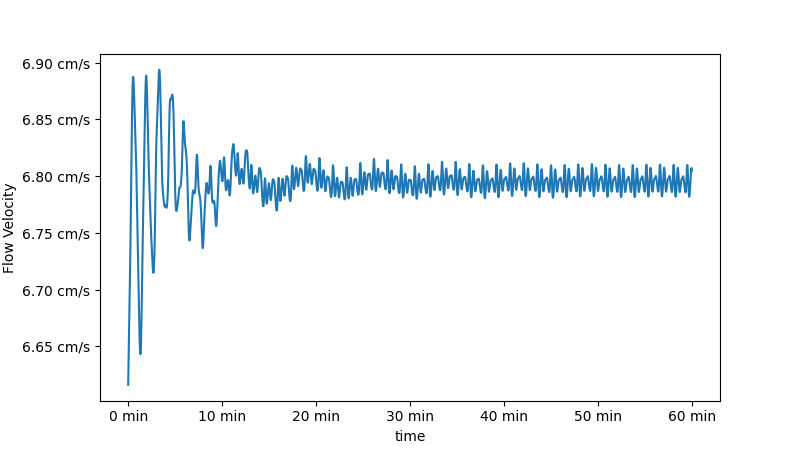 6.90 cm/s
6.85 cm/s
6.80 cm/s
6.75 cm/s
6.70 cm/s
6.65 cm/s
Flow Velocity
0 min 10 min 20 min 30 min 40 min 50 min 60 min
time